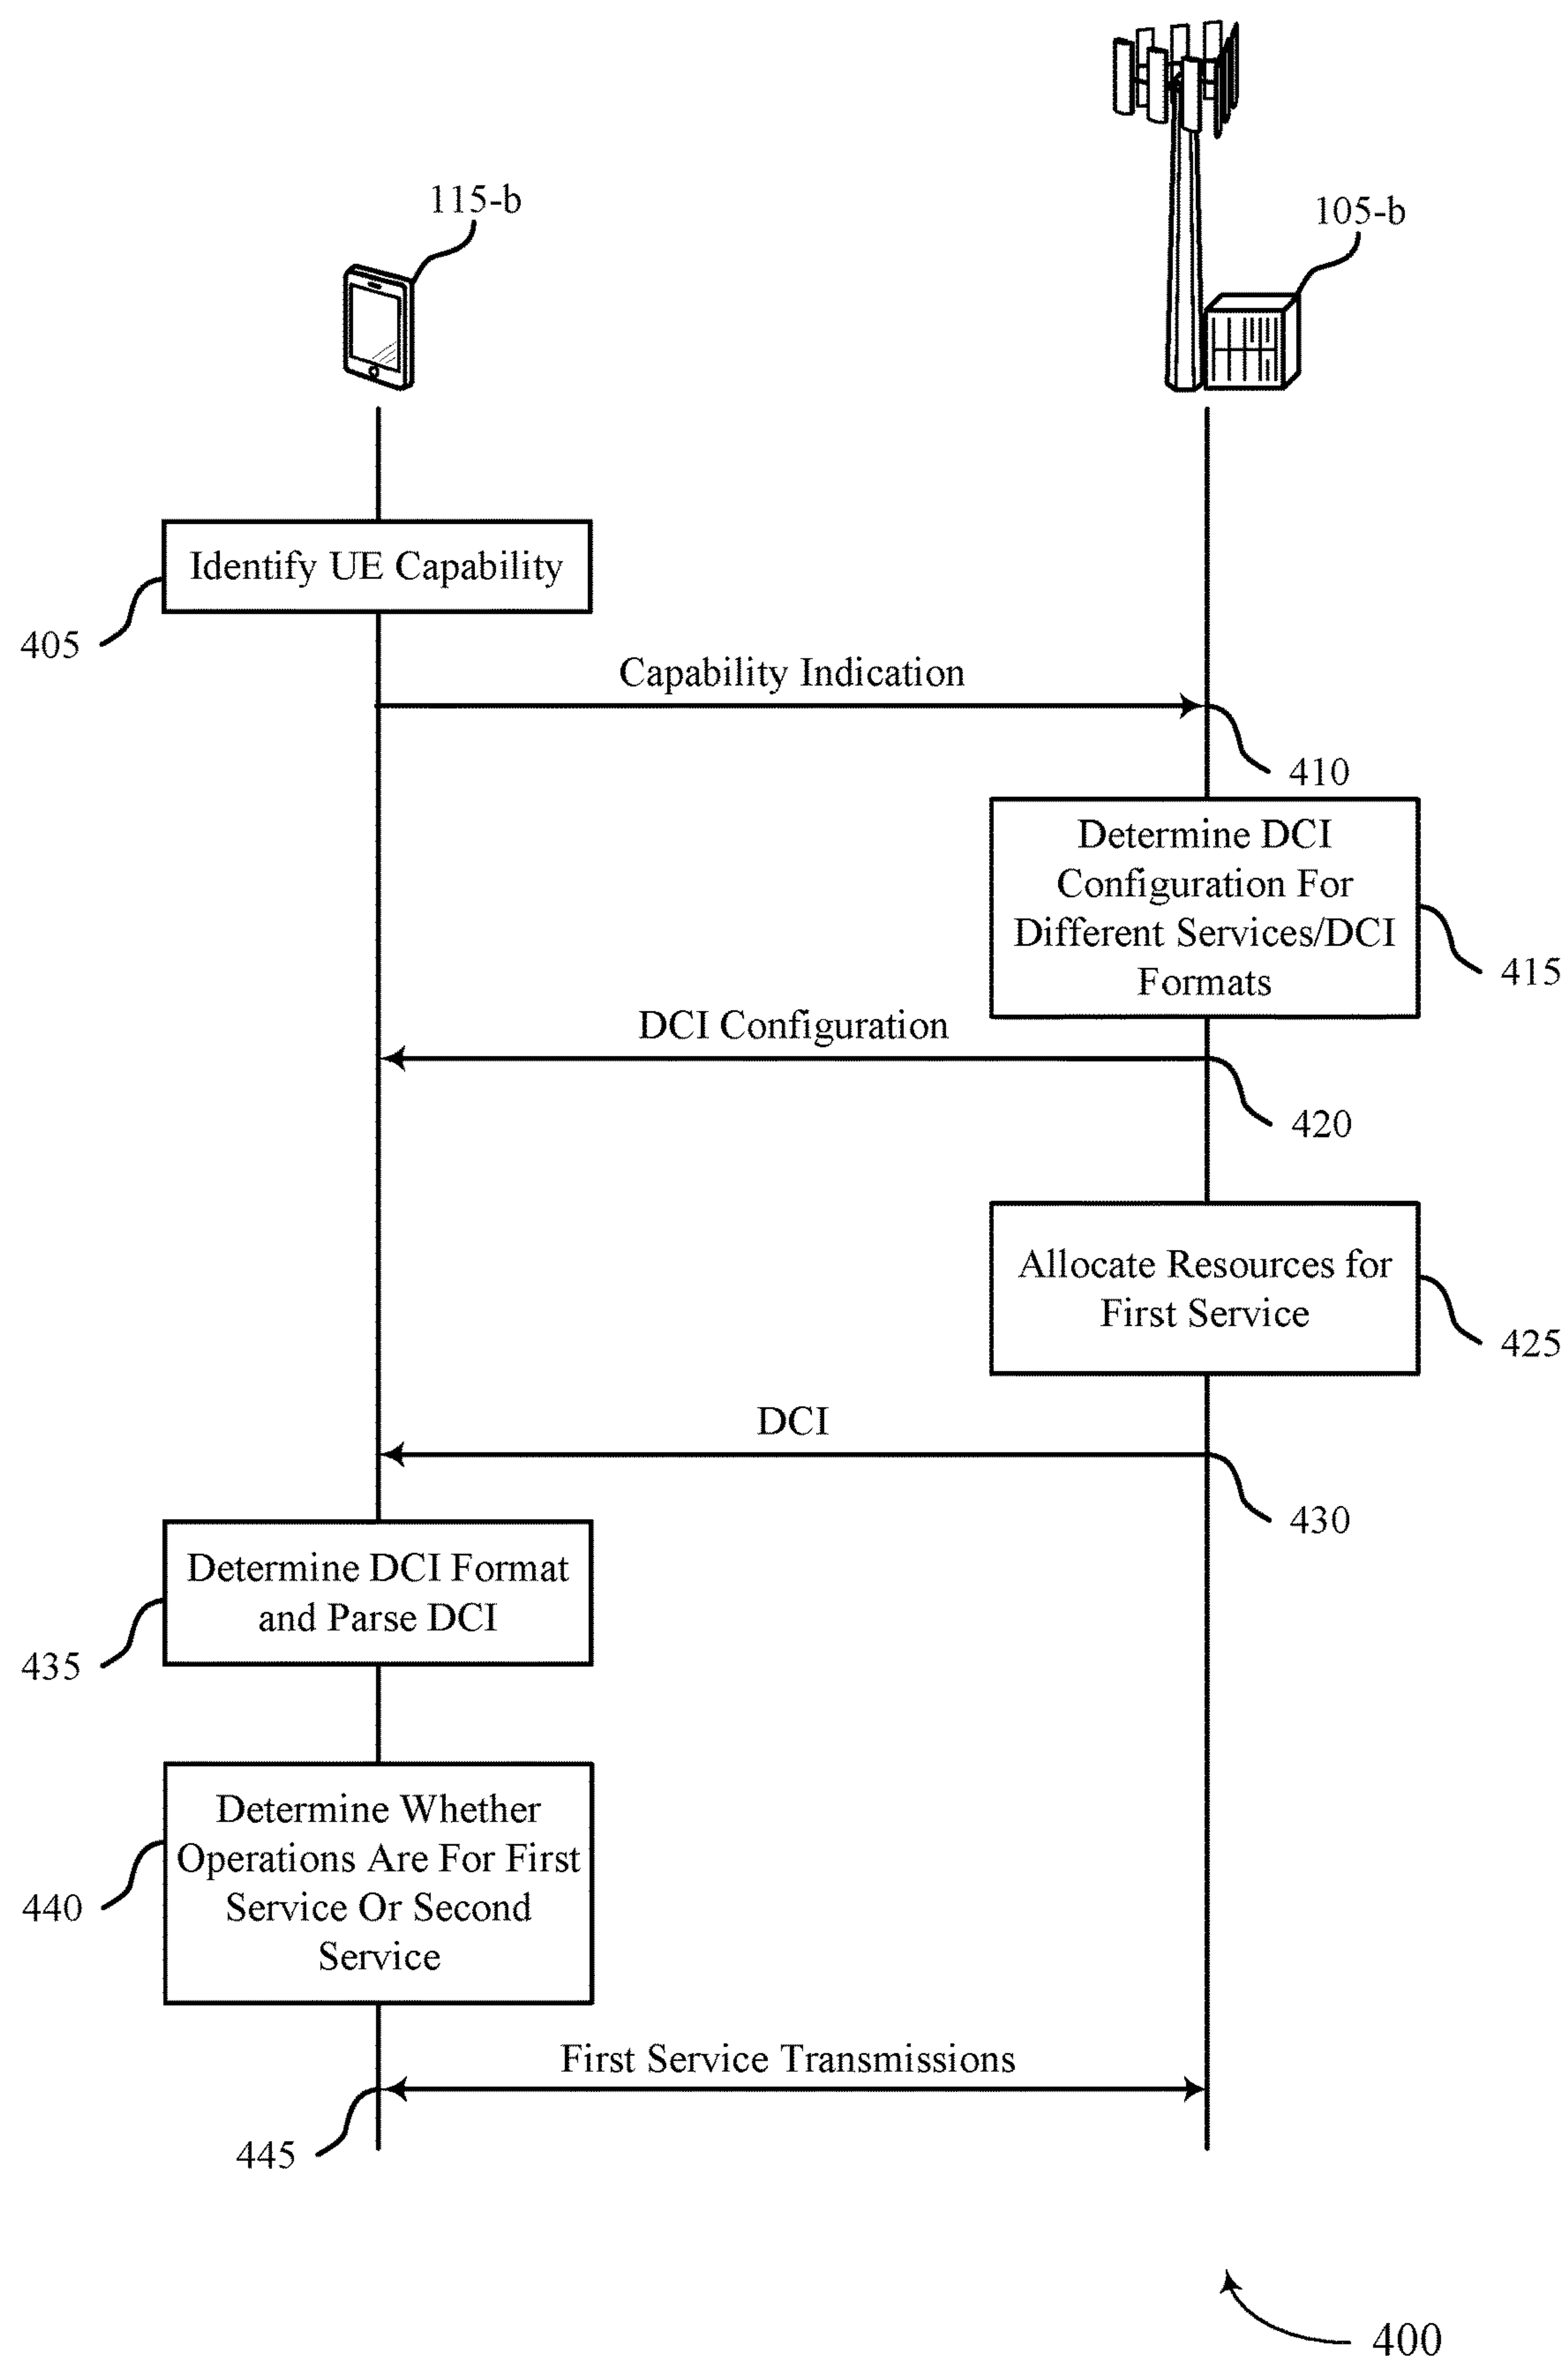 115-b
105-b
Identify UE Capability
405
Capability Indication
410
Determine DCI
Configuration For
Different Services/DCI
Formats
415
DCI Configuration
420
Allocate Resources for
First Service
425
DCI
430
Determine DCI Format
and Parse DCI
435
Determine Whether
Operations Are For First
Service Or Second
Service
440
First Service Transmissions
445
400